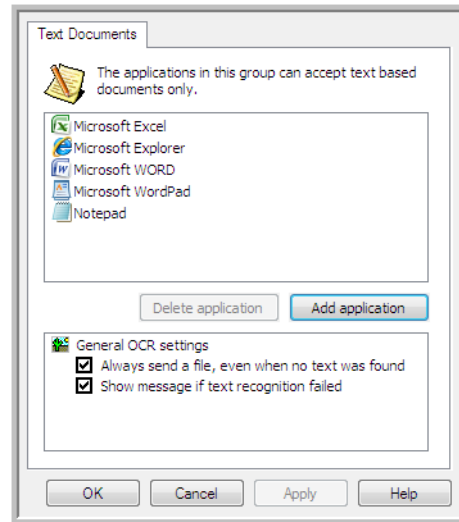 Text Documents
The applications in this group can accept text based
documents only.
Microsoft Excel
Microsoft Explorer
Microsoft WORD
Microsoft WordPad
Notepad
Delete application
Add application
General OCR settings
Always send a file, even when no text was found
Show message if text recognition failed
OK
Cancel
Apply
Help